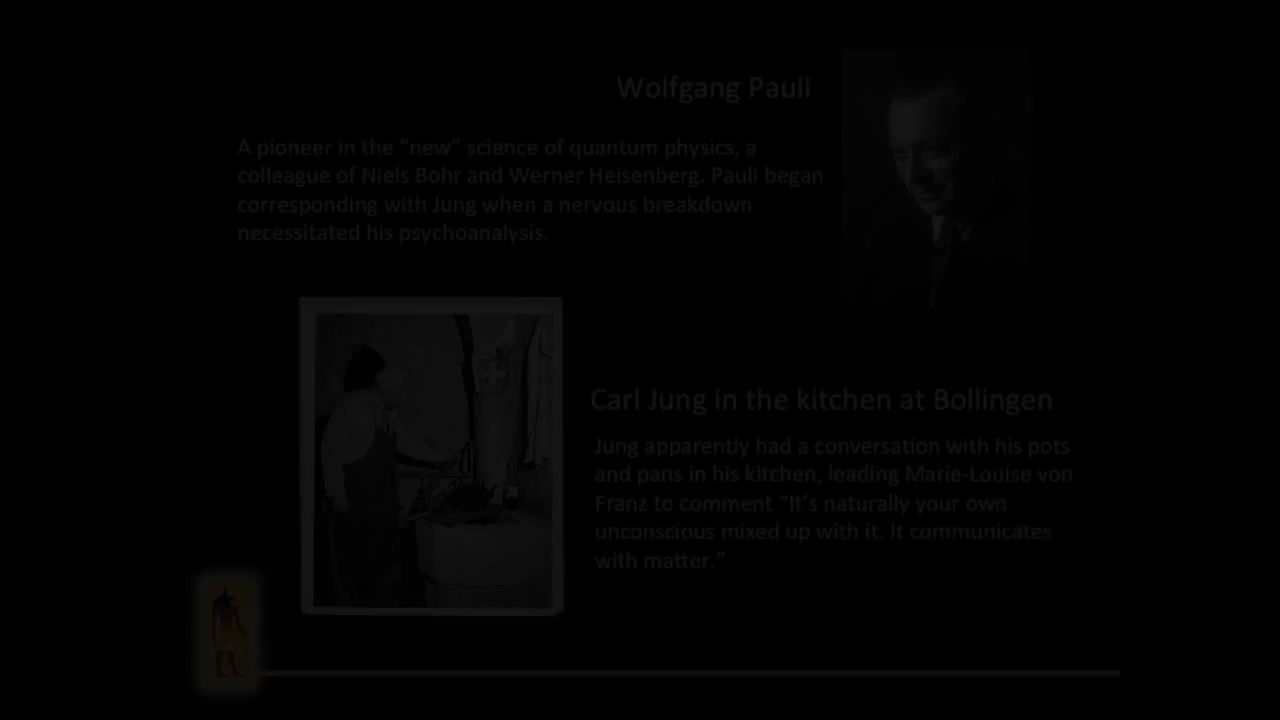 Wolfgang Pauli
A pioneer in the “new” science of quantum physics, a
colleague of Niels Bohr and Werner Heisenberg. Pauli began
corresponding with Jung when a nervous breakdown
necessitated his psychoanalysis.
Carl Jung in the kitchen at Bollingen
Jung apparently had a conversation with his pots
and pans in his kitchen, leading Marie-Louise von
Franz to comment “It’s naturally your own
unconscious mixed up with it. It communicates
with matter.”